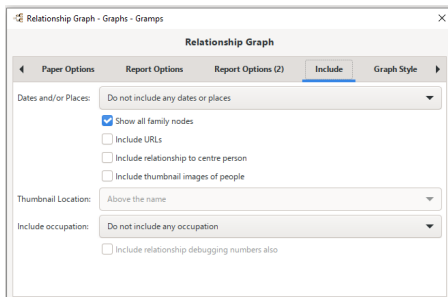 Relationship Graph - Graphs - Gramps
Relationship Graph
Paper Options Report Options Report Options (2) Include Graph Style
Dates and/or Places: Do not include any dates or places
Show all family nodes
Include URLs
Include relationship to centre person
Include thumbnail images of people
Thumbnail Location: Above the name
Include occupation: Do not include any occupation
Include relationship debugging numbers also